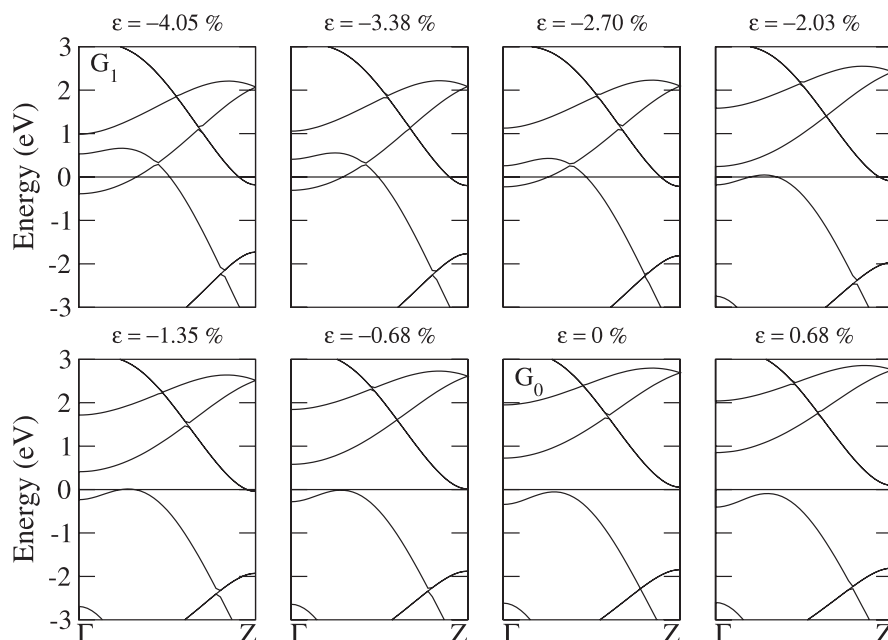 ε = −4.05 % ε = −3.38 % ε = −2.70 % ε = −2.03 %
3
G1
2
1
0
-1
-2
-3
Energy (eV)
ε = −1.35 % ε = −0.68 % ε = 0 % ε = 0.68 %
3
G0
2
1
0
-1
-2
-3
Energy (eV)
Γ Z Γ Z Γ Z Γ Z